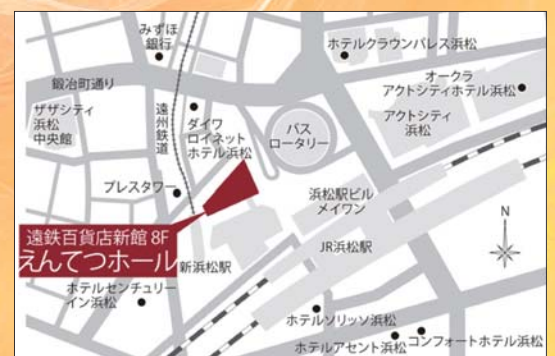 みずほ
銀行
ホテルクラウンパレス浜松
鍛冶町通り
オークラ
アクトシティホテル浜松
ザザシティ
浜松
中央館
遠州鉄道
ダイワ
ロイネット
ホテル浜松
バス
ロータリー
アクトシティ
浜松
プレスタワー
浜松駅ビル
メイワン
N
遠鉄百貨店新館 8F
えんてつホール
新浜松駅
JR浜松駅
ホテルセンチュリー
イン浜松
ホテルソリッソ浜松
ホテルアセント浜松
コンフォートホテル浜松